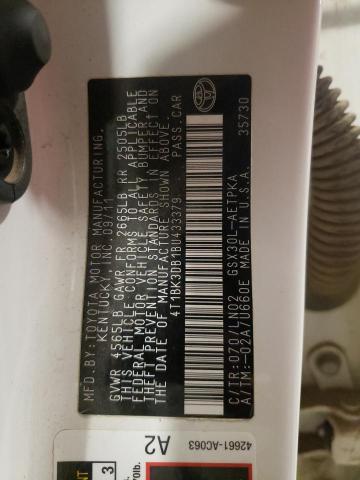 MFD.BY:TOYOTA MOTOR MANUFACTURING,
KENTUCKY, INC. 09/11
GVWR 4565LB GAWR FR 2665LB RR 2505LB
THIS VEHICLE CONFORMS TO ALL APPLICABLE
FEDERAL MOTOR VEHICLE SAFETY, BUMPER AND
THEFT PREVENTION STANDARDS IN EFFECT ON
THE DATE OF MANUFACTURE SHOWN ABOVE.
4T1BK3DB1BU433379 PASS.CAR
C/TR:070/LN62 GSX30L-AETPKA
A/TM:-02A/U660E MADE IN U.S.A. 35730
42661-AC063
A2
3